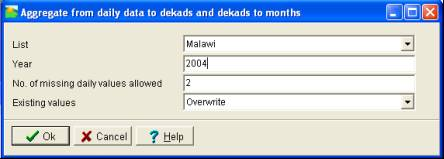 Aggregate from daily data to dekads and dekads to months
List Malawi
Year 2004
No. of missing daily values allowed 2
Existing values Overwrite
Ok Cancel ? Help